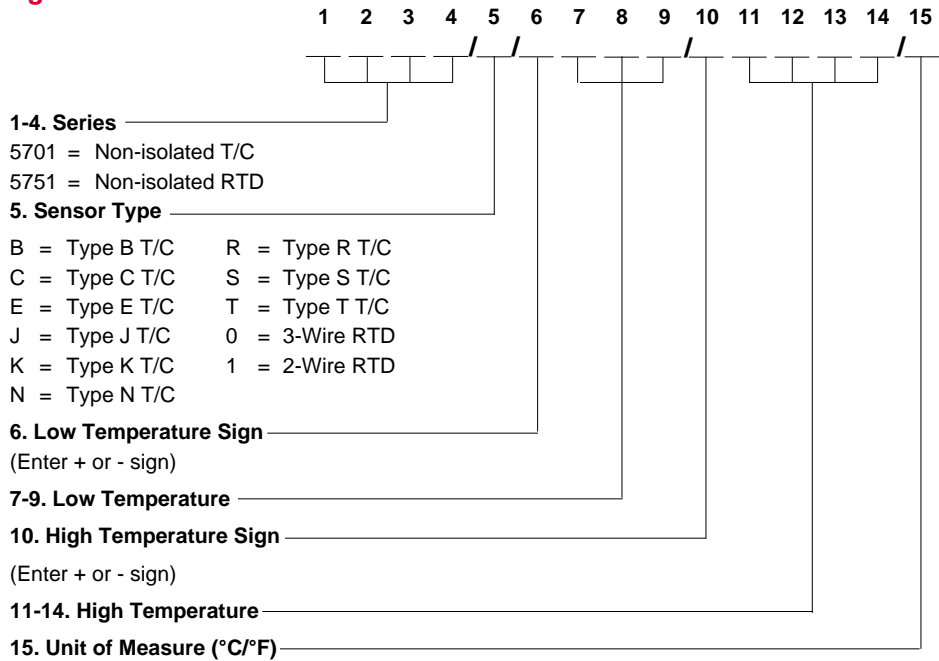 1 2 3 4 5 6 7 8 9 10 11 12 13 14 15
/ / / /
1-4. Series
5701 = Non-isolated T/C
5751 = Non-isolated RTD
5. Sensor Type
B = Type B T/C R = Type R T/C
C = Type C T/C S = Type S T/C
E = Type E T/C T = Type T T/C
J = Type J T/C 0 = 3-Wire RTD
K = Type K T/C 1 = 2-Wire RTD
N = Type N T/C
6. Low Temperature Sign
(Enter + or - sign)
7-9. Low Temperature
10. High Temperature Sign
(Enter + or - sign)
11-14. High Temperature
15. Unit of Measure (°C/°F)